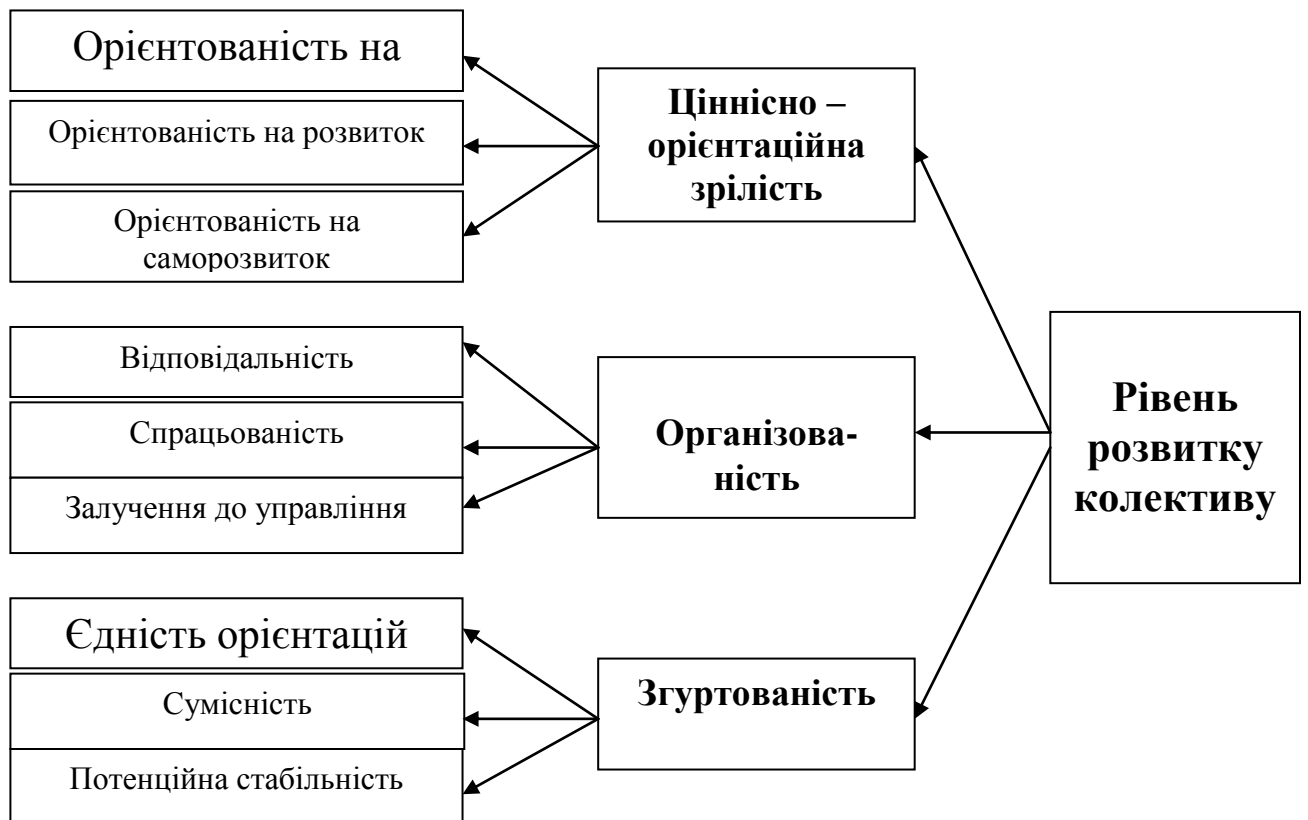 Орієнтованість на
Орієнтованість на розвиток
Орієнтованість на
саморозвиток
Ціннісно –
орієнтаційна
зрілість
Відповідальність
Спрацьованість
Залучення до управління
Організова-
ність
Рівень
розвитку
колективу
Єдність орієнтацій
Сумісність
Потенційна стабільність
Згуртованість